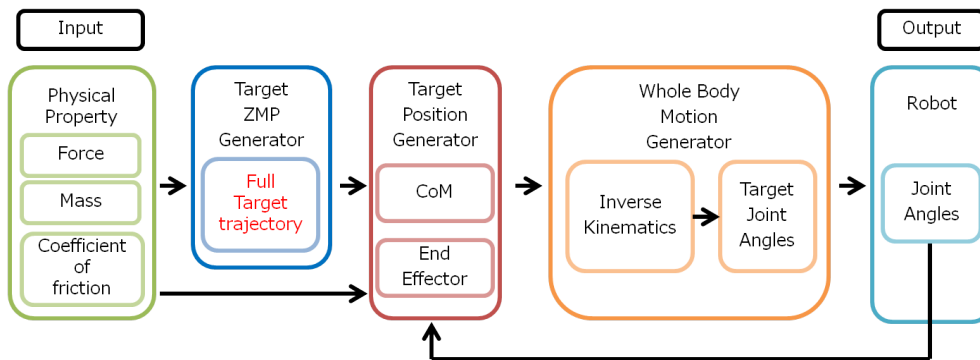 Input
Output
Physical
Property
Force
Mass
Coefficient
of
friction
Target
ZMP
Generator
Full
Target
trajectory
Target
Position
Generator
CoM
End
Effector
Whole Body
Motion
Generator
Inverse
Kinematics
Target
Joint
Angles
Robot
Joint
Angles